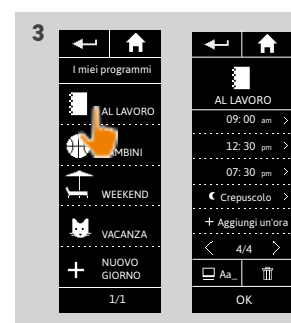 3
I miei programmi
AL LAVORO
BAMBINI
WEEKEND
VACANZA
NUOVO
GIORNO
1/1
AL LAVORO
09: 00 am
12: 30 pm
07: 30 pm
Crepuscolo
+ Aggiungi un'ora
4/4
Aa_
OK